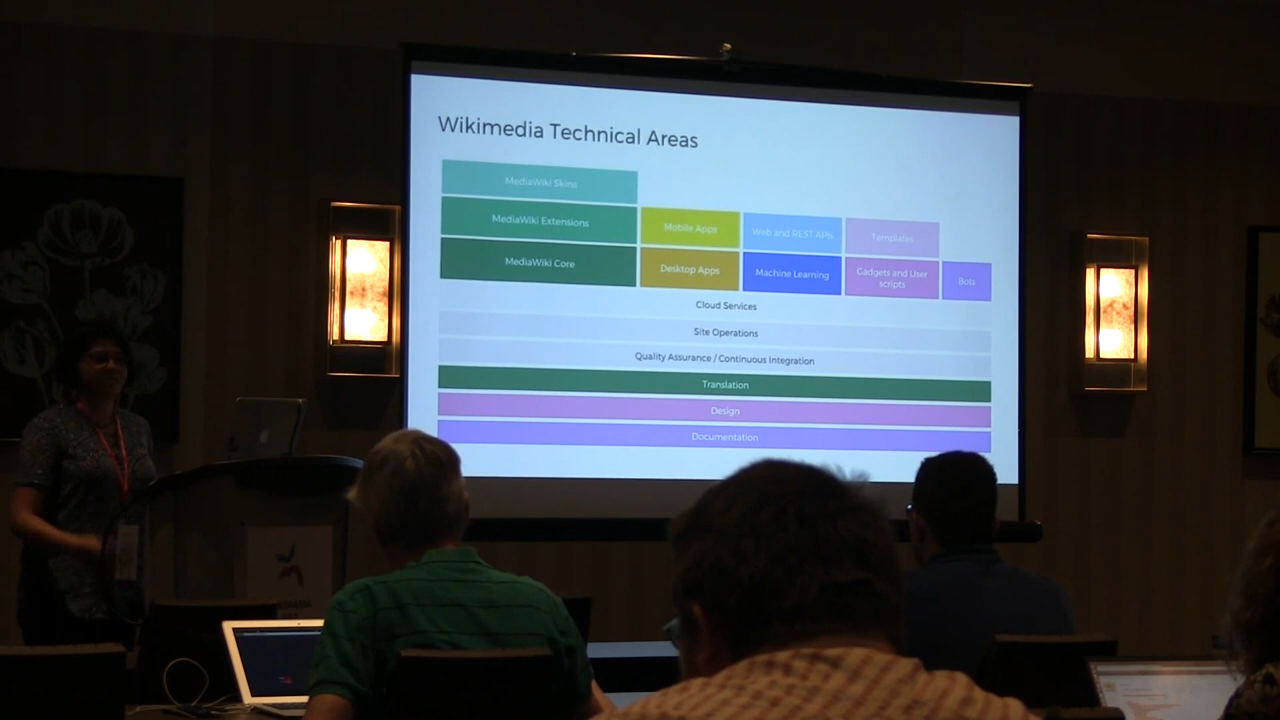 Wikimedia Technical Areas
MediaWiki Skins
MediaWiki Extensions
Mobile Apps
Web and REST APIs
Templates
MediaWiki Core
Desktop Apps
Machine Learning
Gadgets and User
scripts
Bots
Cloud Services
Site Operations
Quality Assurance / Continuous Integration
Translation
Design
Documentation